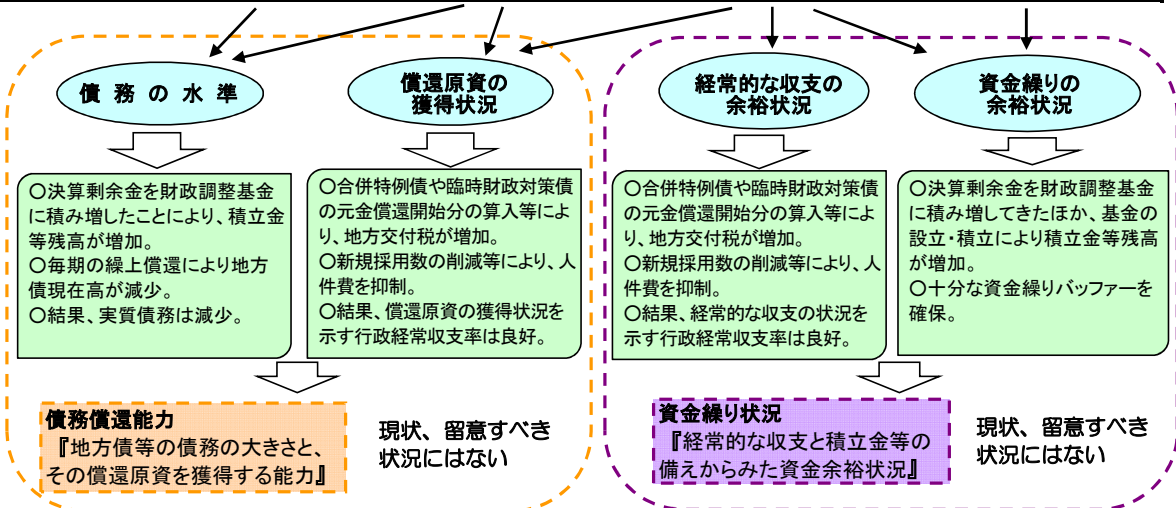 債務の水準
償還原資の
獲得状況
経常的な収支の
余裕状況
資金繰りの
余裕状況
○決算剰余金を財政調整基金
に積み増したことにより、積立金
等残高が増加。
○毎期の繰上償還により地方
債現在高が減少。
○結果、実質債務は減少。
○合併特例債や臨時財政対策債
の元金償還開始分の算入等によ
り、地方交付税が増加。
○新規採用数の削減等により、人
件費を抑制。
○結果、償還原資の獲得状況を
示す行政経常収支率は良好。
○合併特例債や臨時財政対策債
の元金償還開始分の算入等によ
り、地方交付税が増加。
○新規採用数の削減等により、人
件費を抑制。
○結果、経常的な収支の状況を
示す行政経常収支率は良好。
○決算剰余金を財政調整基金
に積み増してきたほか、基金の
設立・積立により積立金等残高
が増加。
○十分な資金繰りバッファーを
確保。
債務償還能力
『地方債等の債務の大きさと、
その償還原資を獲得する能力』
現状、留意すべき
状況にはない
資金繰り状況
『経常的な収支と積立金等の
備えからみた資金余裕状況』
現状、留意すべき
状況にはない